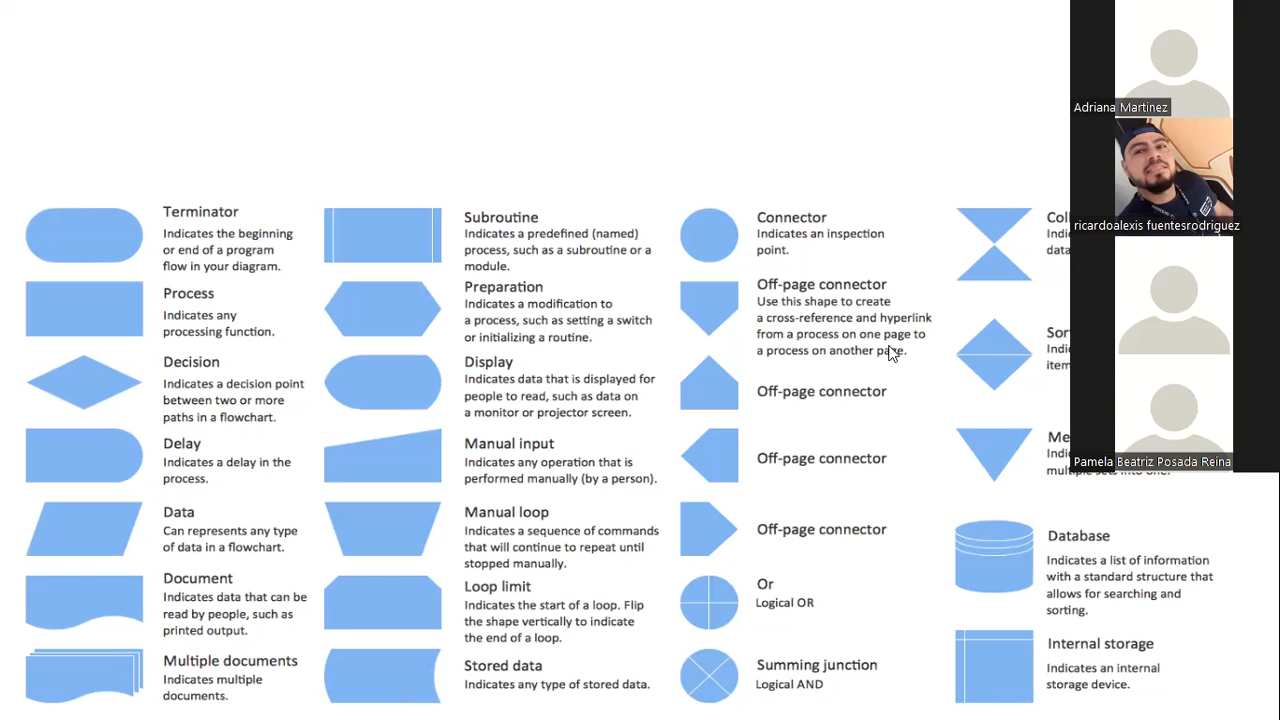 Terminator
Indicates the beginning
or end of a program
flow in your diagram.
Process
Indicates any
processing function.
Decision
Indicates a decision point
between two or more
paths in a flowchart.
Delay
Indicates a delay in the
process.
Data
Can represents any type
of data in a flowchart.
Document
Indicates data that can be
read by people, such as
printed output.
Multiple documents
Indicates multiple
documents.
Subroutine
Indicates a predefined (named)
process, such as a subroutine or a
module.
Preparation
Indicates a modification to
a process, such as setting a switch
or initializing a routine.
Display
Indicates data that is displayed for
people to read, such as data on
a monitor or projector screen.
Manual input
Indicates any operation that is
performed manually (by a person).
Manual loop
Indicates a sequence of commands
that will continue to repeat until
stopped manually.
Loop limit
Indicates the start of a loop. Flip
the shape vertically to indicate
the end of a loop.
Stored data
Indicates any type of stored data.
Connector
Indicates an inspection
point.
Off-page connector
Use this shape to create
a cross-reference and hyperlink
from a process on one page to
a process on another page.
Off-page connector
Off-page connector
Off-page connector
Or
Logical OR
Summing junction
Logical AND
Database
Indicates a list of information
with a standard structure that
allows for searching and
sorting.
Internal storage
Indicates an internal
storage device.
Adriana Martinez
ricardoalexis fuentesrodriguez
Pamela Beatriz Posada Reina